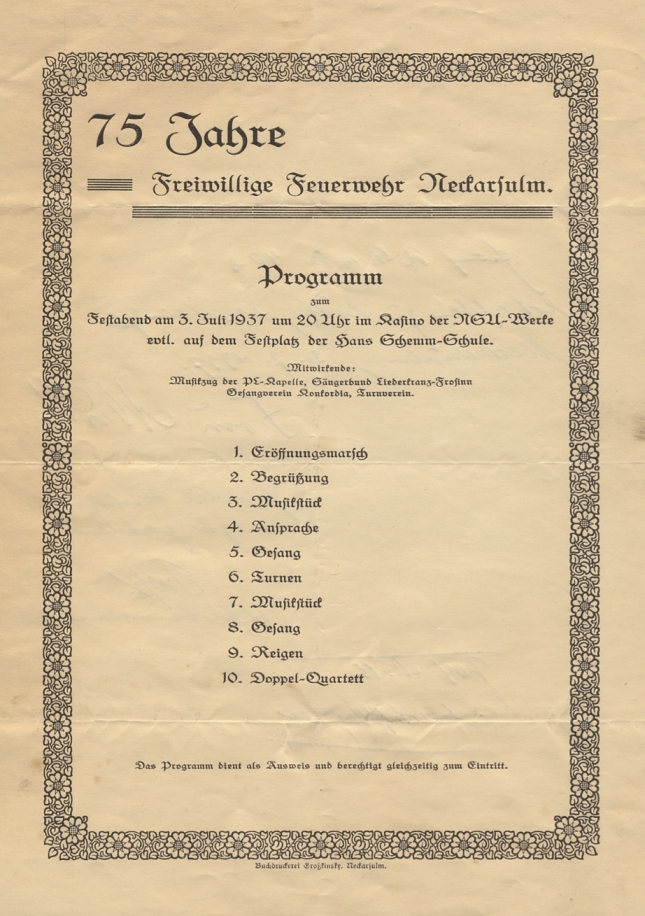 75 Jahre
Freiwillige Feuerwehr Neckarsulm.
Programm
zum
Festabend am 3. Juli 1937 um 20 Uhr im Kasino der NSU-Werke
evtl. auf dem Festplatz der Hans Schemm-Schule.
Mitwirkende:
Musikzug der PL-Kapelle, Sängerbund Liederkranz-Frosinn
Gesangverein Konkordia, Turnverein.
1. Eröffnungsmarsch
2. Begrüßung
3. Musikstück
4. Ansprache
5. Gesang
6. Turnen
7. Musikstück
8. Gesang
9. Reigen
10. Doppel-Quartett
Das Programm dient als Ausweis und berechtigt gleichzeitig zum Eintritt.
Buchdruckerei Neckarsulm.